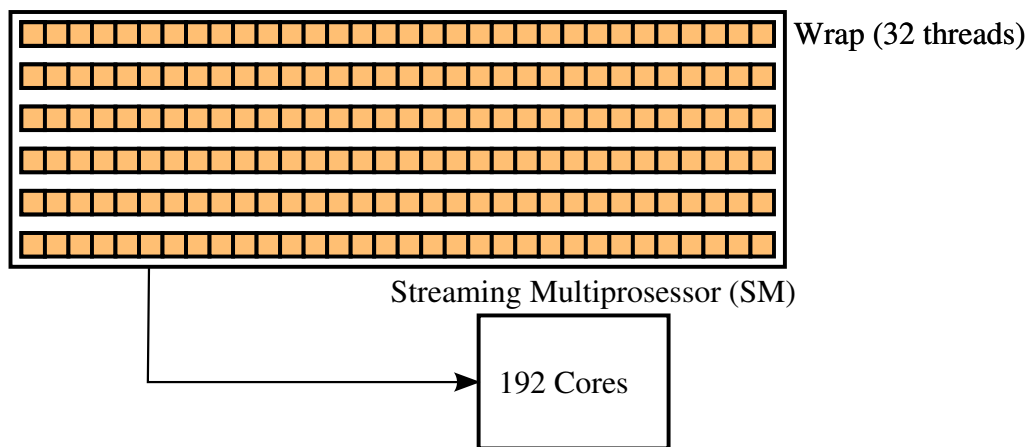 Wrap (32 threads)
Streaming Multiprosessor (SM)
192 Cores